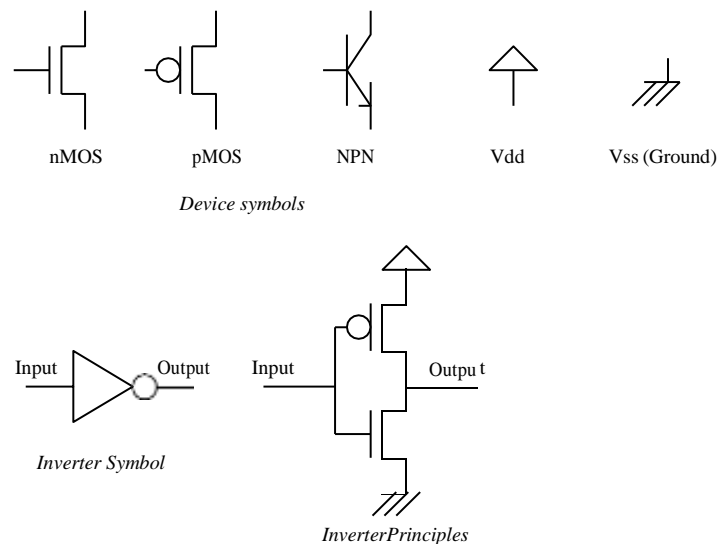 nMOS pMOS NPN Vdd Vss (Ground)
Device symbols
Input Output Input Outpu t
Inverter Symbol
InverterPrinciples